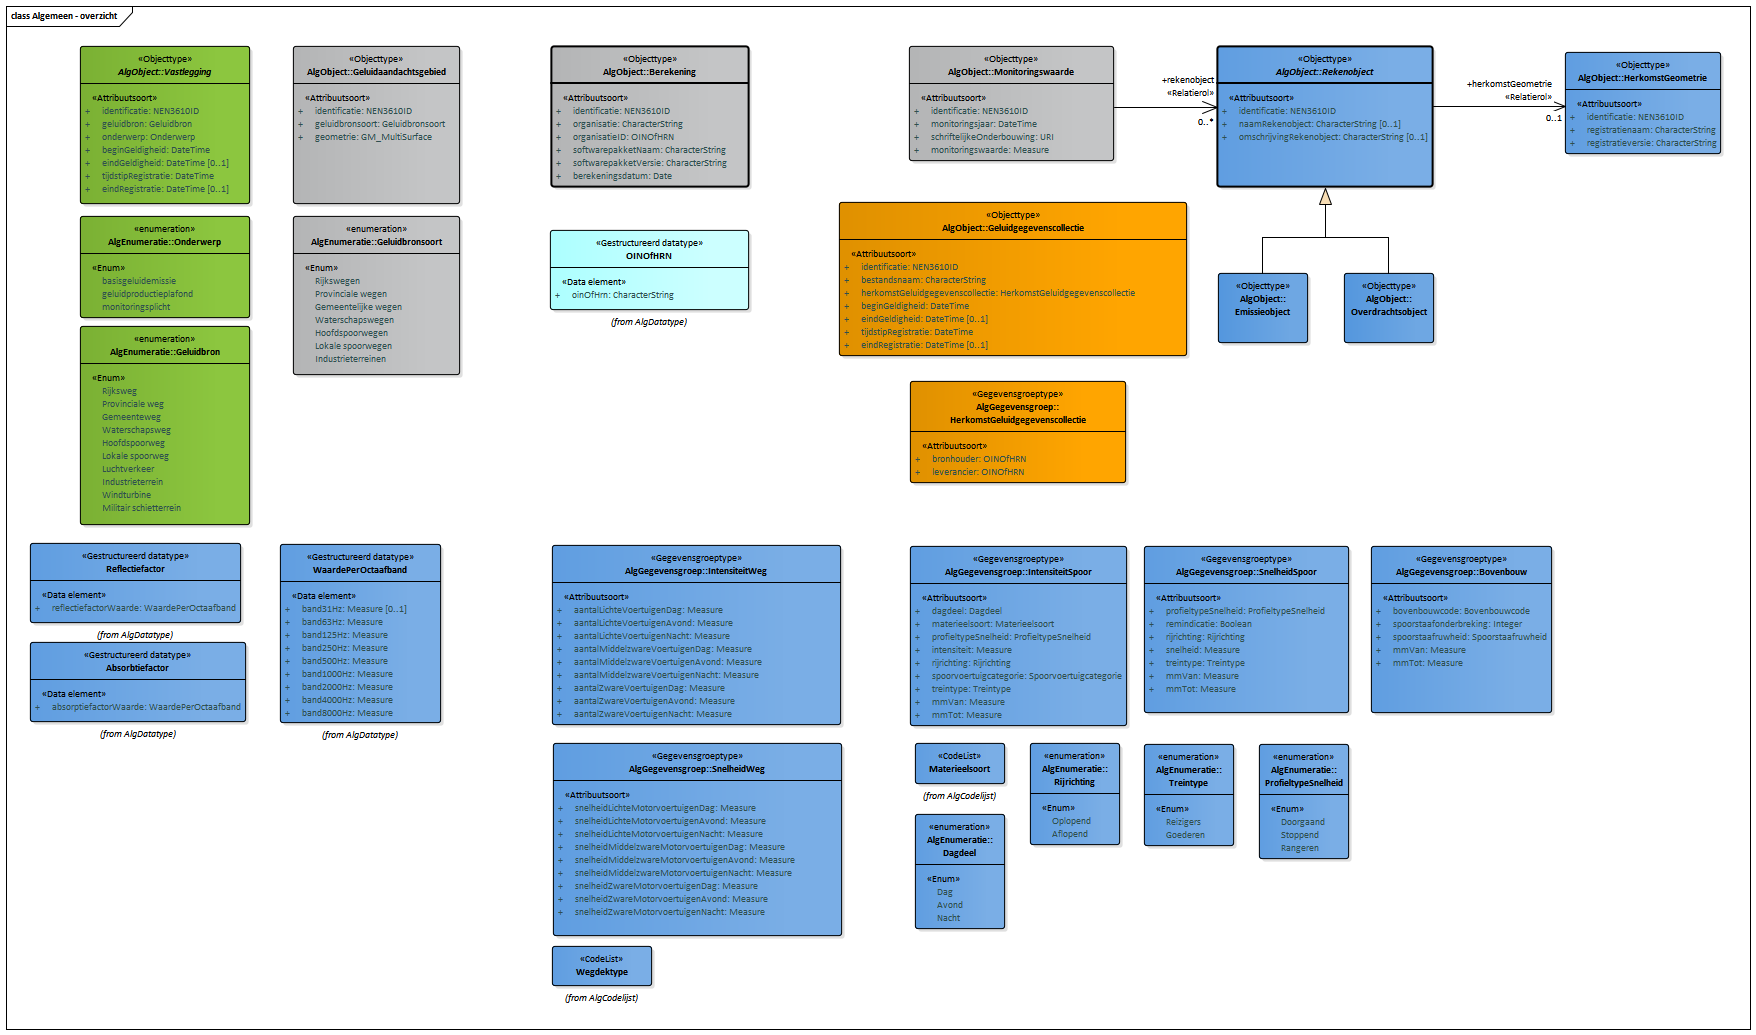 class Algemeen - overzicht
«Objecttype»
AlgObject::Vastlegging
«Attribuutsoort»
+ identificatie: NEN3610ID
+ geluidbron: Geluidbron
+ onderwerp: Onderwerp
+ beginGeldigheid: DateTime
+ eindGeldigheid: DateTime [0..1]
+ tijdstipRegistratie: DateTime
+ eindRegistratie: DateTime [0..1]
«Objecttype»
AlgObject::Geluidaandachtsgebied
«Attribuutsoort»
+ identificatie: NEN3610ID
+ geluidbronsoort: Geluidbronsoort
+ geometrie: GM_MultiSurface
«Objecttype»
AlgObject::Berekening
«Attribuutsoort»
+ identificatie: NEN3610ID
+ organisatie: CharacterString
+ organisatieID: OINOfHRN
+ softwarepakketNaam: CharacterString
+ softwarepakketVersie: CharacterString
+ berekeningsdatum: Date
«Objecttype»
AlgObject::Monitoringswaarde
«Attribuutsoort»
+ identificatie: NEN3610ID
+ monitoringsjaar: DateTime
+ schriftelijkeOnderbouwing: URI
+ monitoringswaarde: Measure
+rekenobject
«Relatierol»
0..*
«Objecttype»
AlgObject::Rekenobject
«Attribuutsoort»
+ identificatie: NEN3610ID
+ naamRekenobject: CharacterString [0..1]
+ omschrijvingRekenobject: CharacterString [0..1]
+herkomstGeometrie
«Relatierol»
0..1
«Objecttype»
AlgObject::HerkomstGeometrie
«Attribuutsoort»
+ identificatie: NEN3610ID
+ registratienaam: CharacterString
+ registratieversie: CharacterString
«enumeration»
AlgEnumeratie::Onderwerp
«Enum»
basisgeluidemissie
geluidproductieplafond
monitoringsplicht
«enumeration»
AlgEnumeratie::Geluidbronsoort
«Enum»
Rijkswegen
Provinciale wegen
Gemeentelijke wegen
Waterschapswegen
Hoofdspoorwegen
Lokale spoorwegen
Industrieterreinen
«Gestructureerd datatype»
OINOfHRN
«Data element»
+ oinOfHrn: CharacterString
(from AlgDatatype)
«Objecttype»
AlgObject::Geluidgegevenscollectie
«Attribuutsoort»
+ identificatie: NEN3610ID
+ bestandsnaam: CharacterString
+ herkomstGeluidgegevenscollectie: HerkomstGeluidgegevenscollectie
+ beginGeldigheid: DateTime
+ eindGeldigheid: DateTime [0..1]
+ tijdstipRegistratie: DateTime
+ eindRegistratie: DateTime [0..1]
«Objecttype»
AlgObject::
Emissieobject
«Objecttype»
AlgObject::
Overdrachtsobject
«enumeration»
AlgEnumeratie::Geluidbron
«Enum»
Rijksweg
Provinciale weg
Gemeenteweg
Waterschapsweg
Hoofdspoorweg
Lokale spoorweg
Luchtverkeer
Industrieterrein
Windturbine
Militair schietterrein
«Gegevensgroeptype»
AlgGegevensgroep::
HerkomstGeluidgegevenscollectie
«Attribuutsoort»
+ bronhouder: OINOfHRN
+ leverancier: OINOfHRN
«Gestructureerd datatype»
Reflectiefactor
«Data element»
+ reflectiefactorWaarde: WaardePerOctaafband
(from AlgDatatype)
«Gestructureerd datatype»
Absorbtiefactor
«Data element»
+ absorptiefactorWaarde: WaardePerOctaafband
(from AlgDatatype)
«Gestructureerd datatype»
WaardePerOctaafband
«Data element»
+ band31Hz: Measure [0..1]
+ band63Hz: Measure
+ band125Hz: Measure
+ band250Hz: Measure
+ band500Hz: Measure
+ band1000Hz: Measure
+ band2000Hz: Measure
+ band4000Hz: Measure
+ band8000Hz: Measure
(from AlgDatatype)
«Gegevensgroeptype»
AlgGegevensgroep::IntensiteitWeg
«Attribuutsoort»
+ aantalLichteVoertuigenDag: Measure
+ aantalLichteVoertuigenAvond: Measure
+ aantalLichteVoertuigenNacht: Measure
+ aantalMiddelzwareVoertuigenDag: Measure
+ aantalMiddelzwareVoertuigenAvond: Measure
+ aantalMiddelzwareVoertuigenNacht: Measure
+ aantalZwareVoertuigenDag: Measure
+ aantalZwareVoertuigenAvond: Measure
+ aantalZwareVoertuigenNacht: Measure
«Gegevensgroeptype»
AlgGegevensgroep::IntensiteitSpoor
«Attribuutsoort»
+ dagdeel: Dagdeel
+ materieelsoort: Materieelsoort
+ profieltypeSnelheid: ProfieltypeSnelheid
+ intensiteit: Measure
+ rijrichting: Rijrichting
+ spoorvoertuigcategorie: Spoorvoertuigcategorie
+ treintype: Treintype
+ mmVan: Measure
+ mmTot: Measure
«Gegevensgroeptype»
AlgGegevensgroep::SnelheidSpoor
«Attribuutsoort»
+ profieltypeSnelheid: ProfieltypeSnelheid
+ remindicatie: Boolean
+ rijrichting: Rijrichting
+ snelheid: Measure
+ treintype: Treintype
+ mmVan: Measure
+ mmTot: Measure
«Gegevensgroeptype»
AlgGegevensgroep::Bovenbouw
«Attribuutsoort»
+ bovenbouwcode: Bovenbouwcode
+ spoorstaafonderbreking: Integer
+ spoorstaafruwheid: Spoorstaafruwheid
+ mmVan: Measure
+ mmTot: Measure
«Gegevensgroeptype»
AlgGegevensgroep::SnelheidWeg
«Attribuutsoort»
+ snelheidLichteMotorvoertuigenDag: Measure
+ snelheidLichteMotorvoertuigenAvond: Measure
+ snelheidLichteMotorvoertuigenNacht: Measure
+ snelheidMiddelzwareMotorvoertuigenDag: Measure
+ snelheidMiddelzwareMotorvoertuigenAvond: Measure
+ snelheidMiddelzwareMotorvoertuigenNacht: Measure
+ snelheidZwareMotorvoertuigenDag: Measure
+ snelheidZwareMotorvoertuigenAvond: Measure
+ snelheidZwareMotorvoertuigenNacht: Measure
«CodeList»
Materieelsoort
(from AlgCodelijst)
«enumeration»
AlgEnumeratie::
Rijrichting
«Enum»
Oplopend
Aflopend
«enumeration»
AlgEnumeratie::
Treintype
«Enum»
Reizigers
Goederen
«enumeration»
AlgEnumeratie::
ProfieltypeSnelheid
«Enum»
Doorgaand
Stoppend
Rangeren
«enumeration»
AlgEnumeratie::
Dagdeel
«Enum»
Dag
Avond
Nacht
«CodeList»
Wegdektype
(from AlgCodelijst)